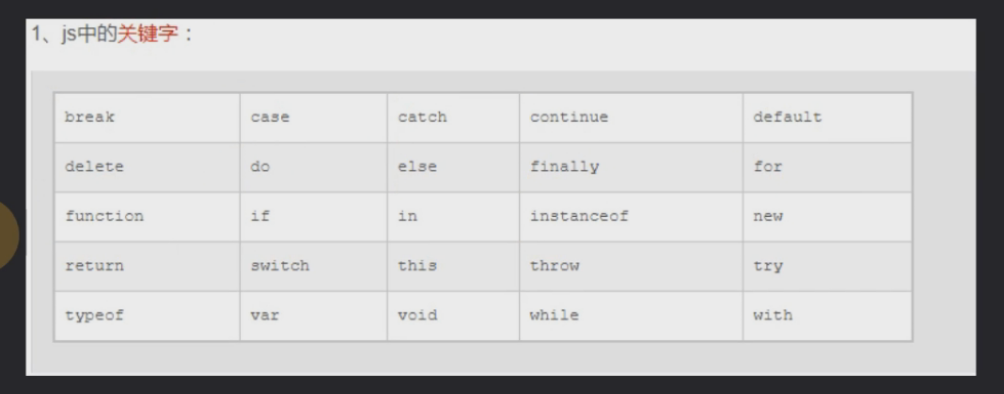 1、js中的关键字：
break case catch continue default
delete do else finally for
function if in instanceof new
return switch this throw try
typeof var void while with